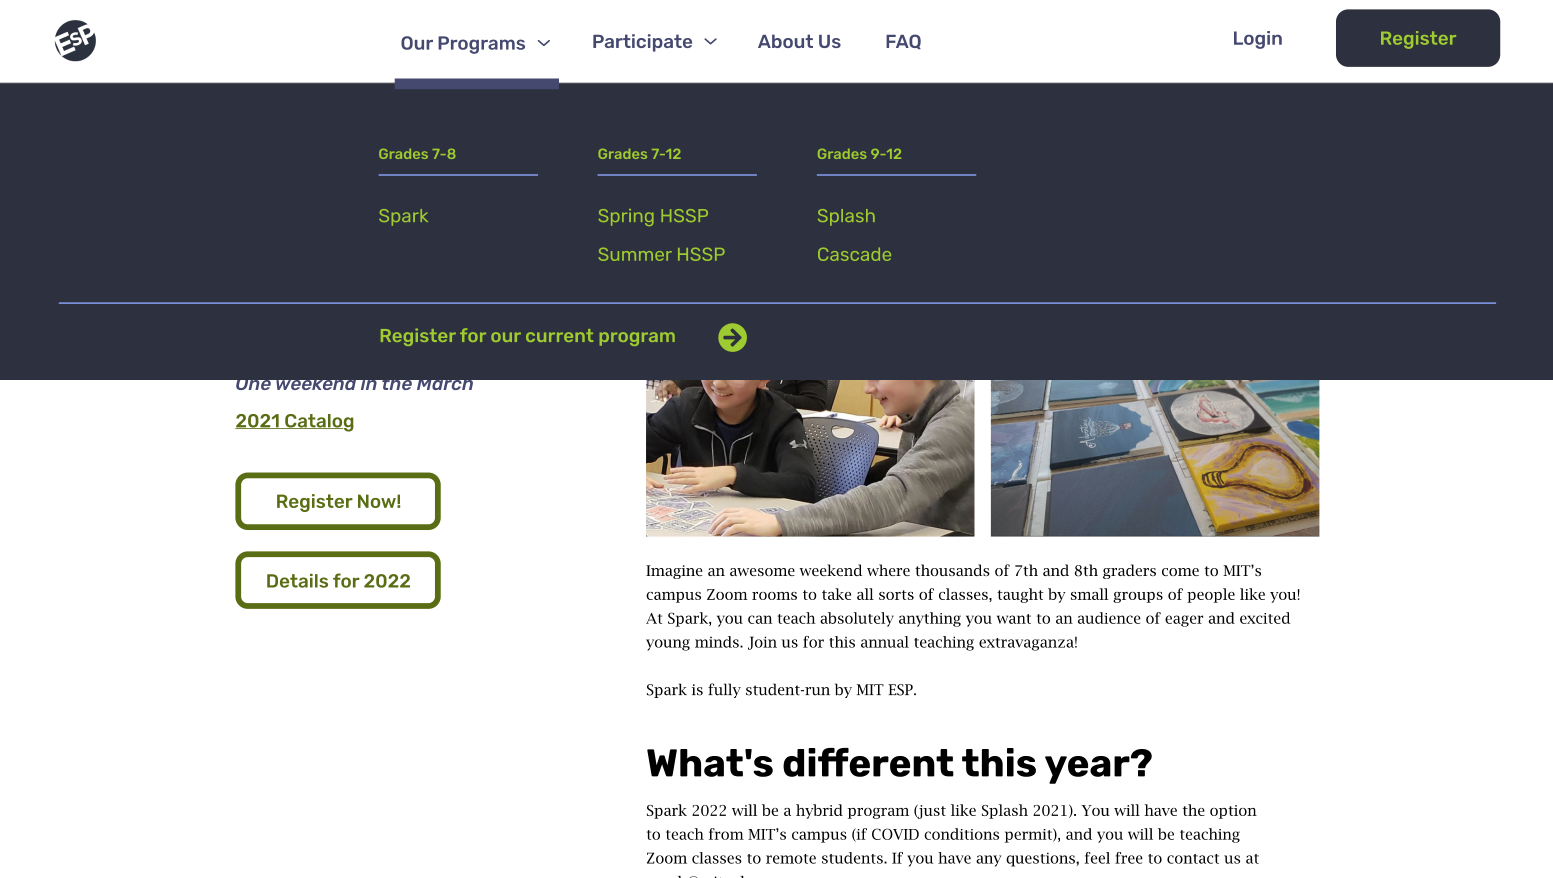 ESP
Our Programs
Participate
About Us
FAQ
Login
Register
Grades 7-8
Grades 7-12
Grades 9-12
Spark
Spring HSSP
Splash
Summer HSSP
Cascade
Register for our current program
One weekend in the March
2021 Catalog
Register Now!
Details for 2022
Imagine an awesome weekend where thousands of 7th and 8th graders come to MIT's
campus Zoom rooms to take all sorts of classes, taught by small groups of people like you!
At Spark, you can teach absolutely anything you want to an audience of eager and excited
young minds. Join us for this annual teaching extravaganza!
Spark is fully student-run by MIT ESP.
What's different this year?
Spark 2022 will be a hybrid program (just like Splash 2021). You will have the option
to teach from MIT's campus (if COVID conditions permit), and you will be teaching
Zoom classes to remote students. If you have any questions, feel free to contact us at